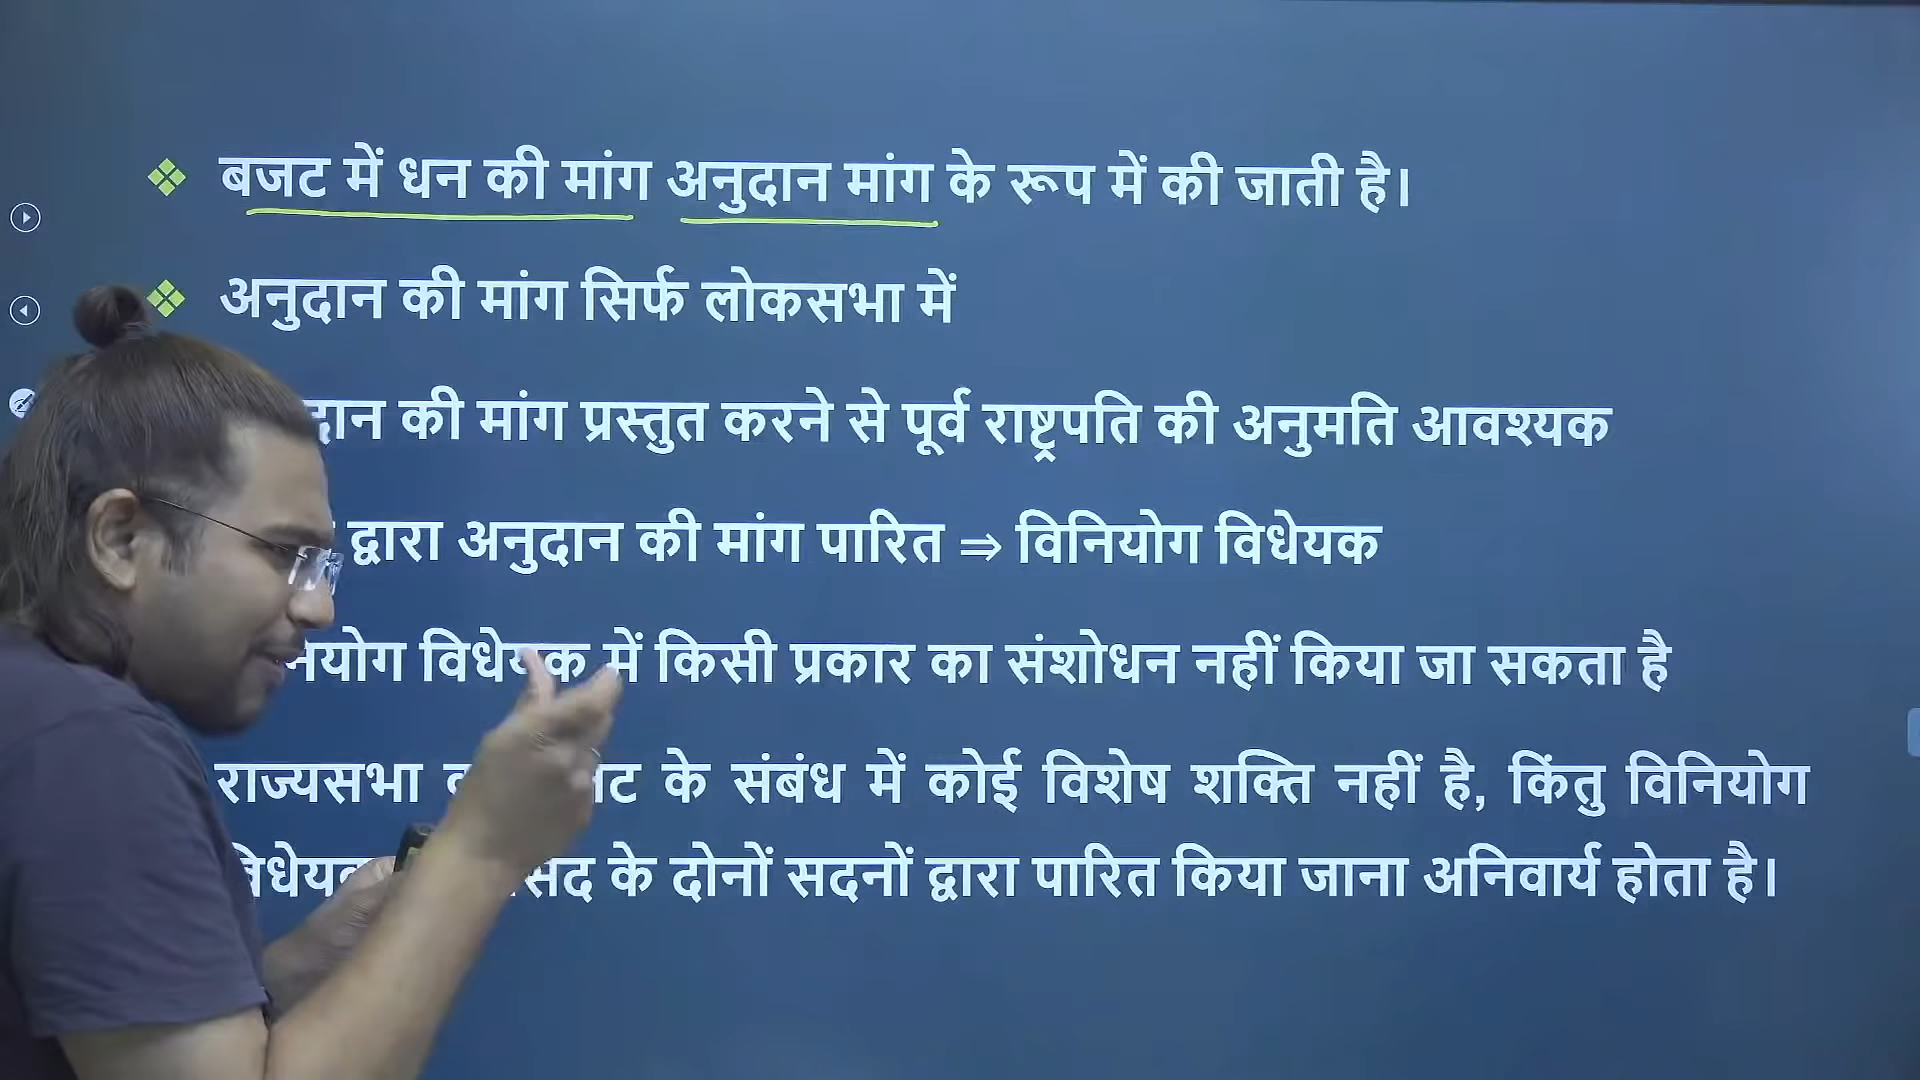 बजट में धन की मांग अनुदान मांग के रूप में की जाती है।
अनुदान की मांग सिर्फ लोकसभा में
की मांग प्रस्तुत करने से पूर्व राष्ट्रपति की अनुमति आवश्यक
द्वारा अनुदान की मांग पारित ⇒ विनियोग विधेयक
विधेयक में किसी प्रकार का संशोधन नहीं किया जा सकता है
राज्यसभा के संबंध में कोई विशेष शक्ति नहीं है, किंतु विनियोग
के दोनों सदनों द्वारा पारित किया जाना अनिवार्य होता है।